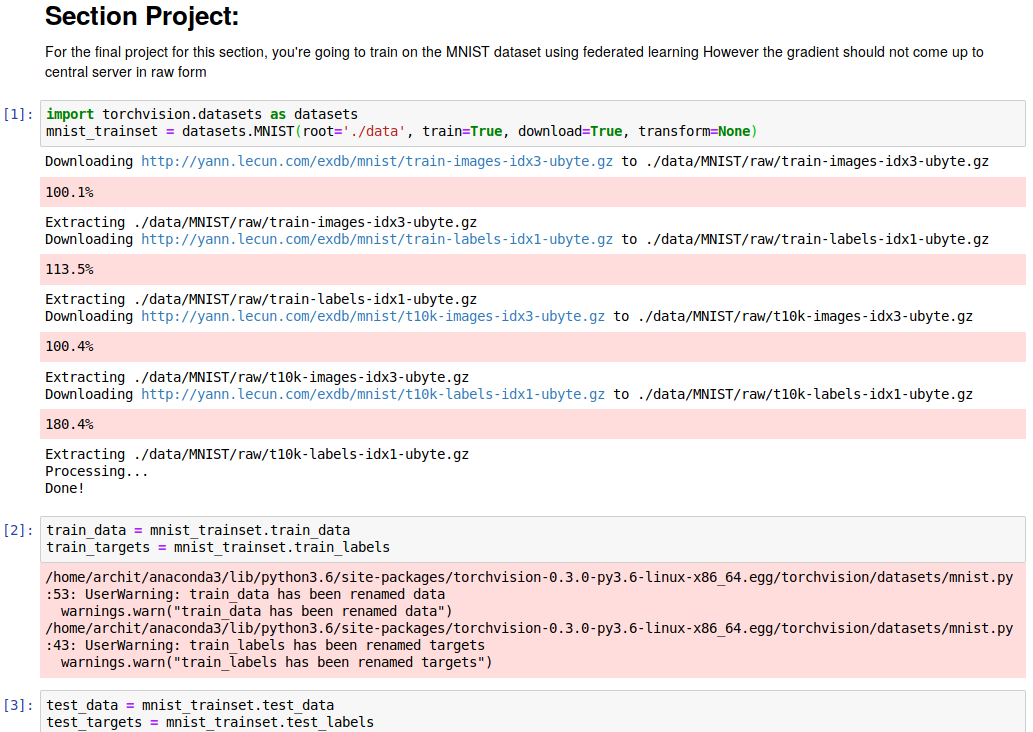 Section Project:
For the final project for this section, you're going to train on the MNIST dataset using federated learning However the gradient should not come up to
central server in raw form
[1]: import torchvision.datasets as datasets
mnist_trainset = datasets.MNIST(root='./data', train=True, download=True, transform=None)
Downloading http://yann.lecun.com/exdb/mnist/train-images-idx3-ubyte.gz to ./data/MNIST/raw/train-images-idx3-ubyte.gz
100.1%
Extracting ./data/MNIST/raw/train-images-idx3-ubyte.gz
Downloading http://yann.lecun.com/exdb/mnist/train-labels-idx1-ubyte.gz to ./data/MNIST/raw/train-labels-idx1-ubyte.gz
113.5%
Extracting ./data/MNIST/raw/train-labels-idx1-ubyte.gz
Downloading http://yann.lecun.com/exdb/mnist/t10k-images-idx3-ubyte.gz to ./data/MNIST/raw/t10k-images-idx3-ubyte.gz
100.4%
Extracting ./data/MNIST/raw/t10k-images-idx3-ubyte.gz
Downloading http://yann.lecun.com/exdb/mnist/t10k-labels-idx1-ubyte.gz to ./data/MNIST/raw/t10k-labels-idx1-ubyte.gz
180.4%
Extracting ./data/MNIST/raw/t10k-labels-idx1-ubyte.gz
Processing...
Done!
[2]: train_data = mnist_trainset.train_data
train_targets = mnist_trainset.train_labels
/home/archit/anaconda3/lib/python3.6/site-packages/torchvision-0.3.0-py3.6-linux-x86_64.egg/torchvision/datasets/mnist.py
:53: UserWarning: train_data has been renamed data
warnings.warn("train_data has been renamed data")
/home/archit/anaconda3/lib/python3.6/site-packages/torchvision-0.3.0-py3.6-linux-x86_64.egg/torchvision/datasets/mnist.py
:43: UserWarning: train_labels has been renamed targets
warnings.warn("train_labels has been renamed targets")
[3]: test_data = mnist_trainset.test_data
test_targets = mnist_trainset.test_labels